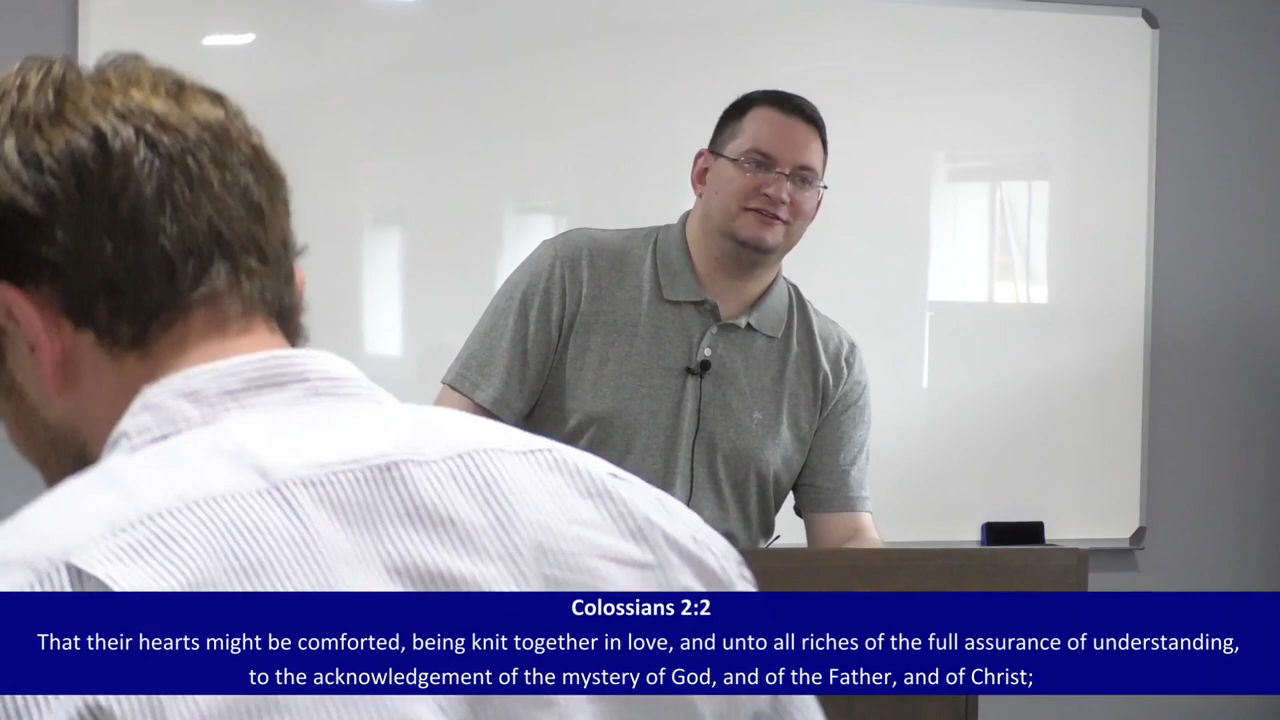 Colossians 2:2
That their hearts might be comforted, being knit together in love, and unto all riches of the full assurance of understanding,
to the acknowledgement of the mystery of God, and of the Father, and of Christ;